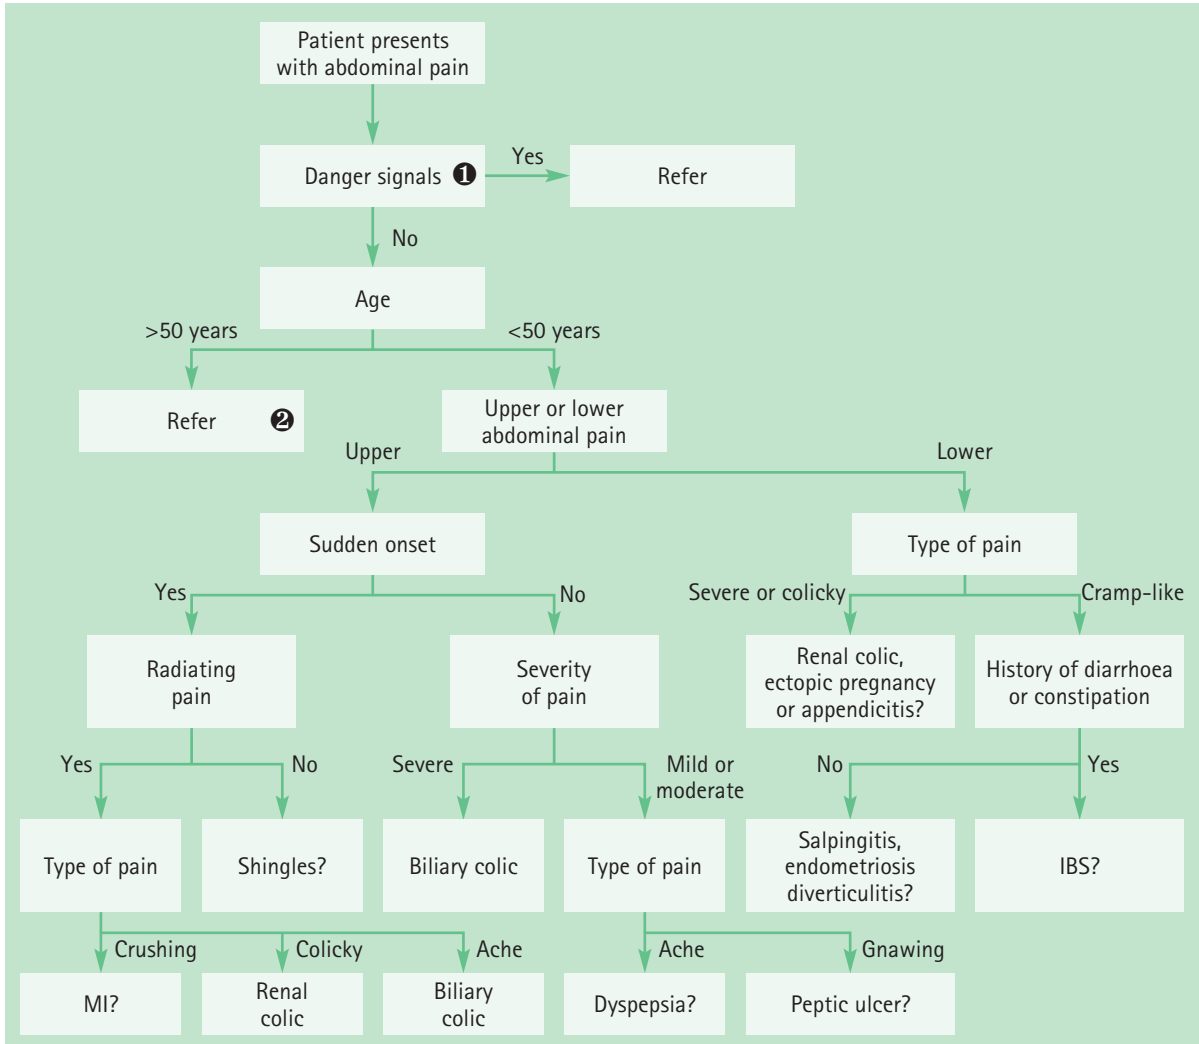 Patient presents
with abdominal pain
Danger signals ❶
Yes
Refer
No
Age
>50 years
<50 years
Refer ❷
Upper or lower
abdominal pain
Upper
Lower
Sudden onset
Type of pain
Yes
No
Severe or colicky
Cramp-like
Radiating
pain
Severity
of pain
Renal colic,
ectopic pregnancy
or appendicitis?
History of diarrhoea
or constipation
Yes
No
Severe
Mild or
moderate
No
Yes
Type of pain
Shingles?
Biliary colic
Type of pain
Salpingitis,
endometriosis
diverticulitis?
IBS?
Crushing
Colicky
Ache
Ache
Gnawing
MI?
Renal
colic
Biliary
colic
Dyspepsia?
Peptic ulcer?